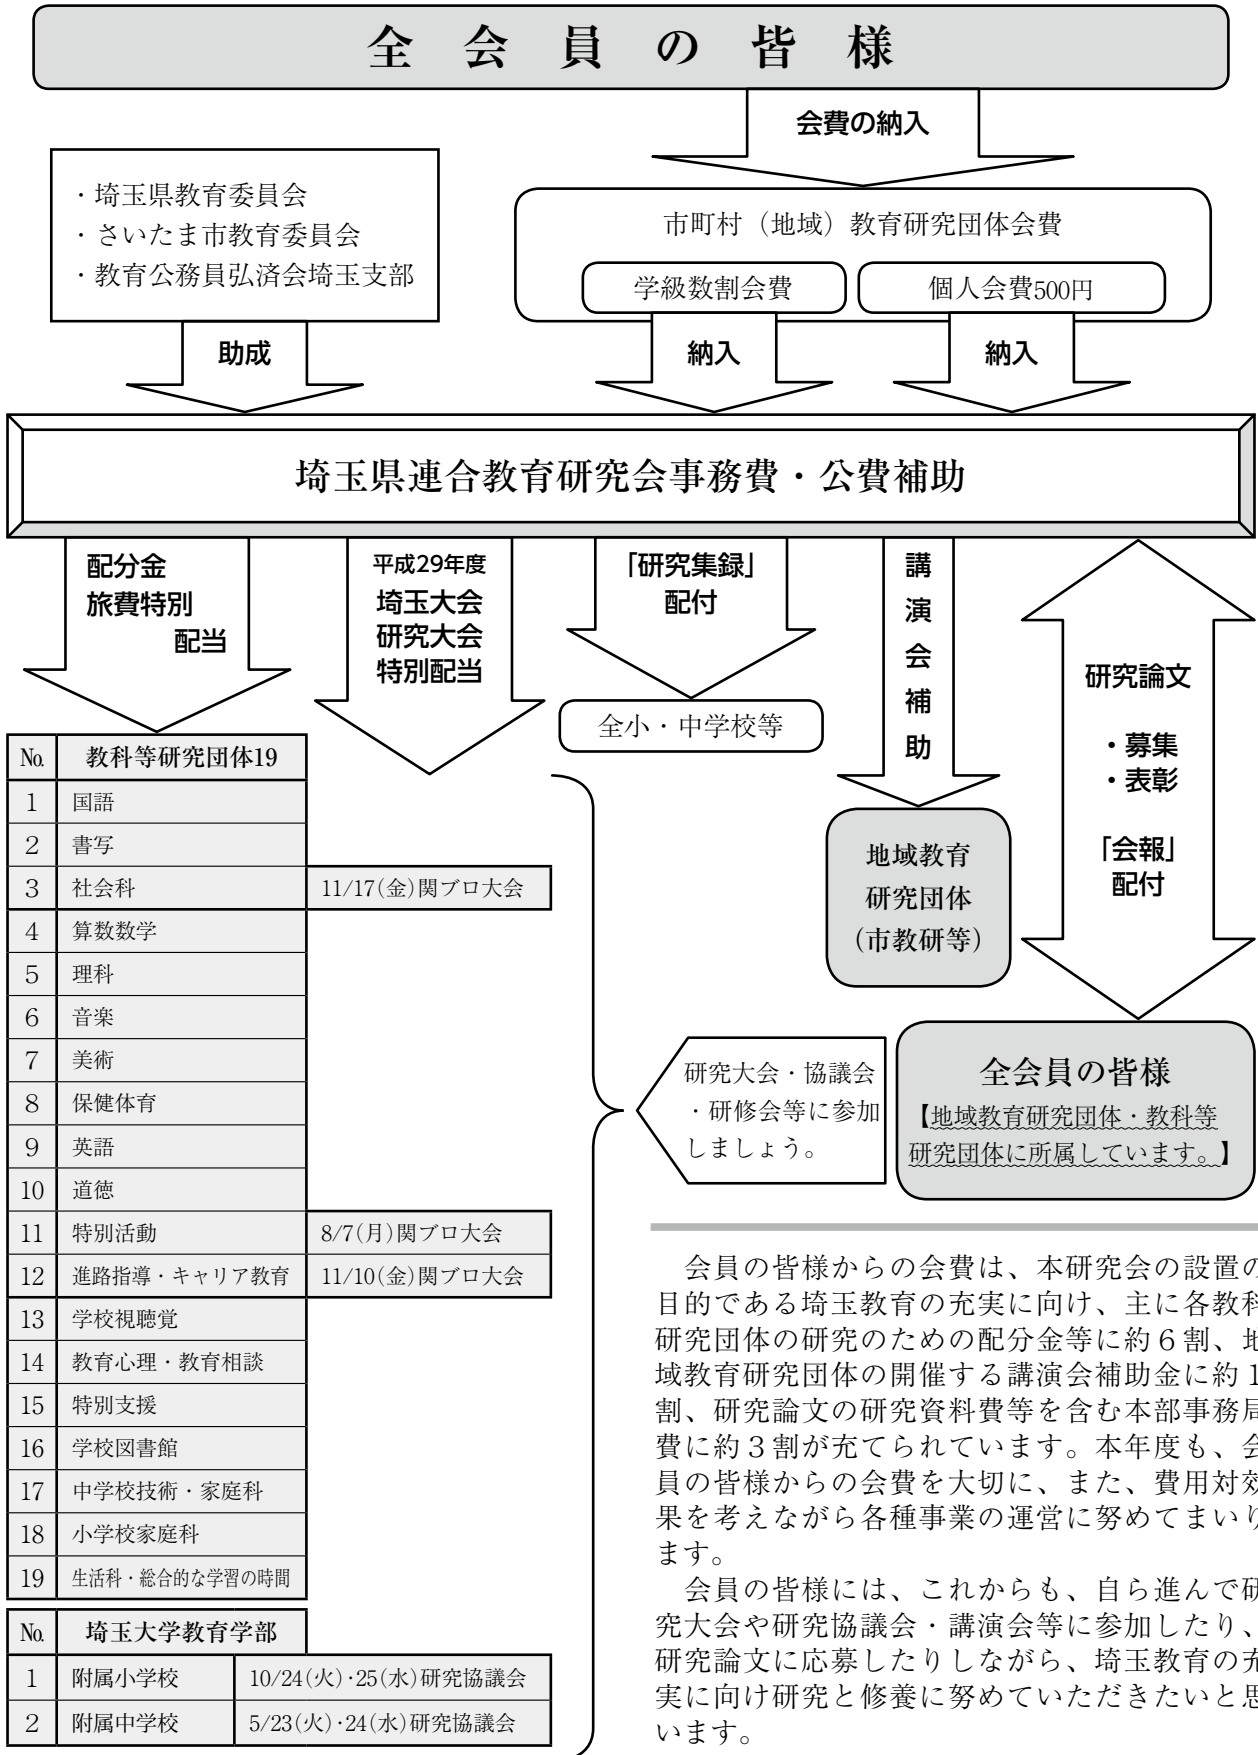 全会員の皆様
会費の納入
・埼玉県教育委員会
・さいたま市教育委員会
・教育公務員弘済会埼玉支部
市町村（地域）教育研究団体会費
学級数割会費
個人会費500円
助成
納入
納入
埼玉県連合教育研究会事務費・公費補助
配分金
旅費特別
配当
平成29年度
埼玉大会
研究大会
特別配当
「研究集録」
配付
全小・中学校等
講演会補助
地域教育
研究団体
（市教研等）
研究論文
・募集
・表彰
「会報」
配付
№ 教科等研究団体19
1 国語
2 書写
3 社会科 11/17(金)関ブロ大会
4 算数数学
5 理科
6 音楽
7 美術
8 保健体育
9 英語
10 道徳
11 特別活動 8/7(月)関ブロ大会
12 進路指導・キャリア教育 11/10(金)関ブロ大会
13 学校視聴覚
14 教育心理・教育相談
15 特別支援
16 学校図書館
17 中学校技術・家庭科
18 小学校家庭科
19 生活科・総合的な学習の時間
№ 埼玉大学教育学部
1 附属小学校 10/24(火)・25(水)研究協議会
2 附属中学校 5/23(火)・24(水)研究協議会
研究大会・協議会
・研修会等に参加
しましょう。
全会員の皆様
【地域教育研究団体・教科等
研究団体に所属しています。】
会員の皆様からの会費は、本研究会の設置の
目的である埼玉教育の充実に向け、主に各教科
研究団体の研究のための配分金等に約６割、地
域教育研究団体の開催する講演会補助金に約１
割、研究論文の研究資料費等を含む本部事務局
費に約３割が充てられています。本年度も、会
員の皆様からの会費を大切に、また、費用対効
果を考えながら各種事業の運営に努めてまいり
ます。
会員の皆様には、これからも、自ら進んで研
究大会や研究協議会・講演会等に参加したり、
研究論文に応募したりしながら、埼玉教育の充
実に向け研究と修養に努めていただきたいと思
います。